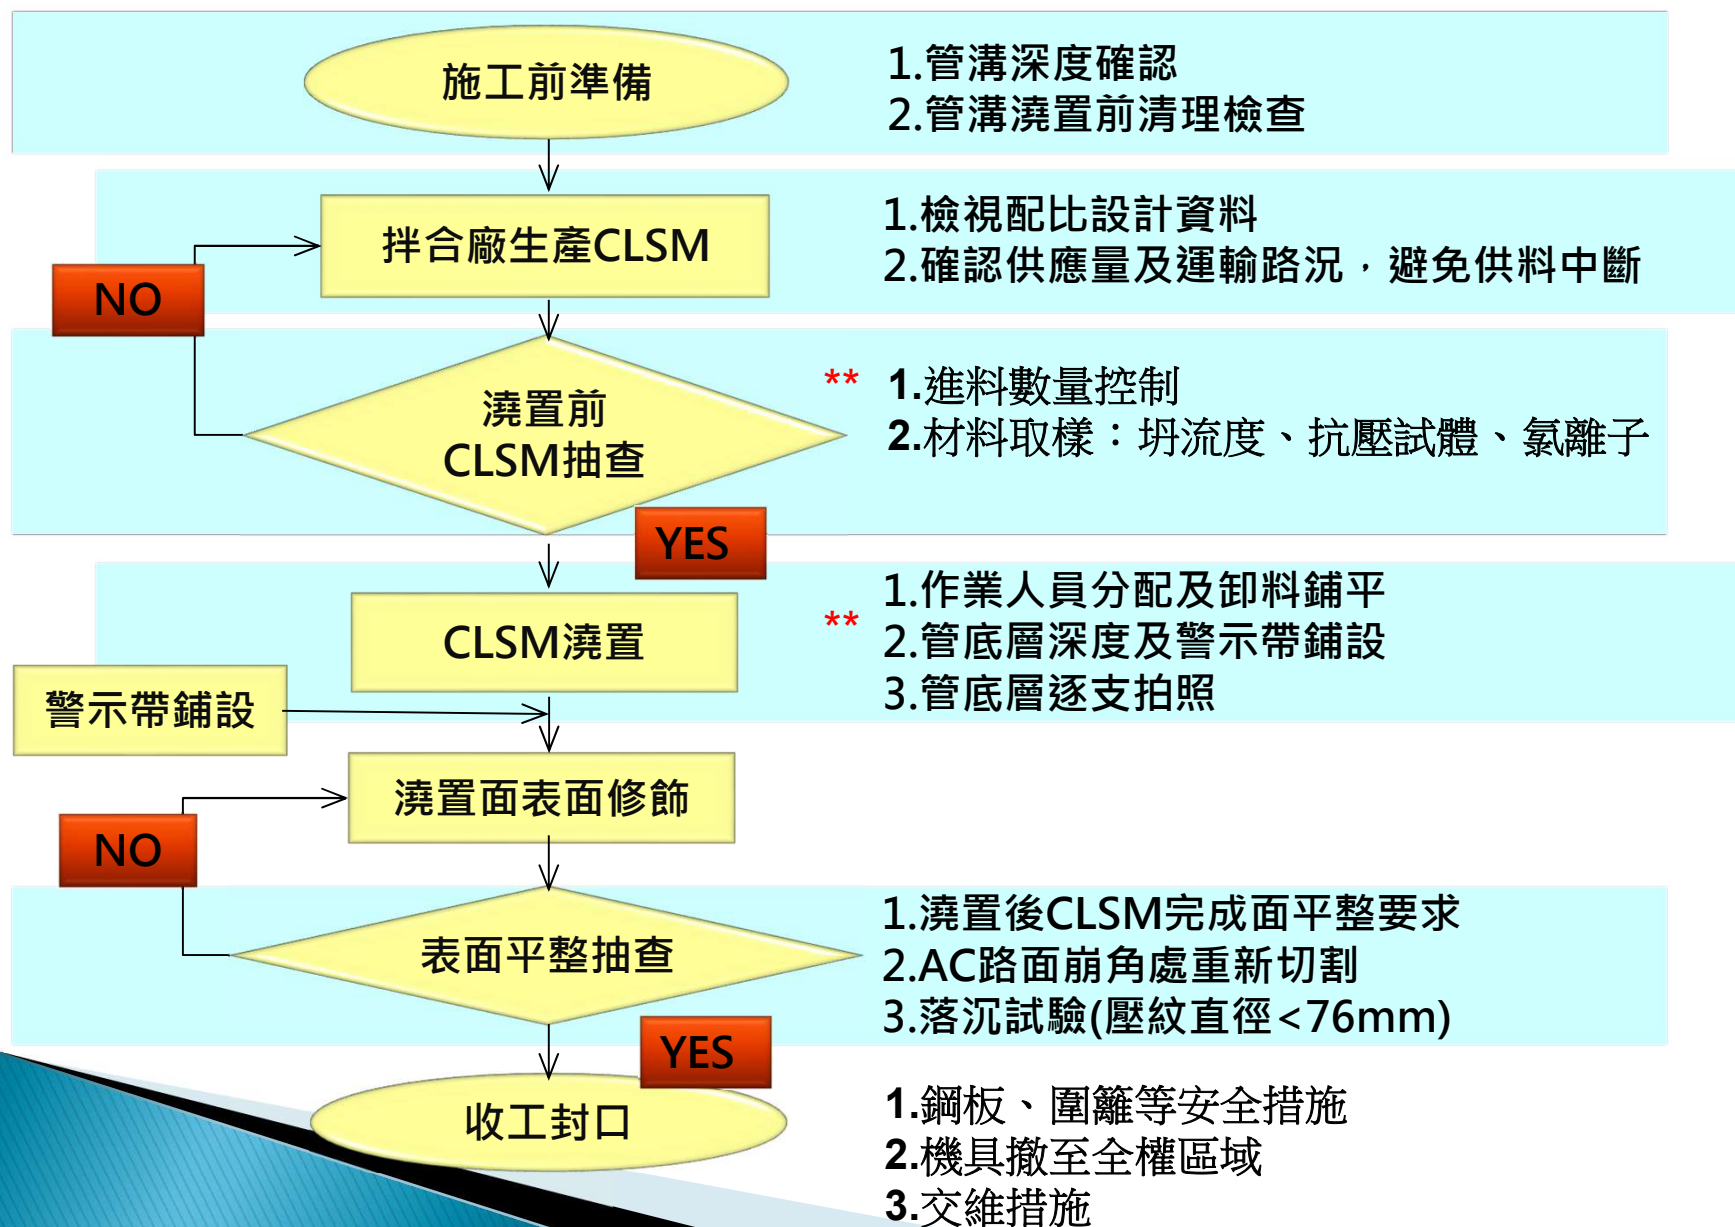 施工前準備
1.管溝深度確認
2.管溝澆置前清理檢查
拌合廠生產CLSM
1.檢視配比設計資料
2.確認供應量及運輸路況，避免供料中斷
NO
澆置前
CLSM抽查
** 1.進料數量控制
2.材料取樣：坍流度、抗壓試體、氯離子
YES
CLSM澆置
** 1.作業人員分配及卸料鋪平
2.管底層深度及警示帶鋪設
3.管底層逐支拍照
警示帶鋪設
澆置面表面修飾
NO
表面平整抽查
1.澆置後CLSM完成面平整要求
2.AC路面崩角處重新切割
3.落沉試驗(壓紋直徑<76mm)
YES
收工封口
1.鋼板、圍籬等安全措施
2.機具撤至全權區域
3.交維措施